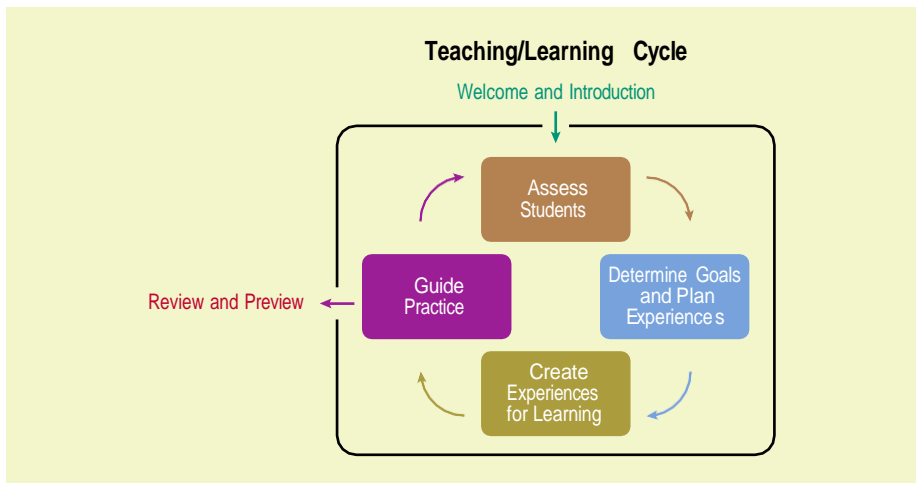 Teaching/Learning Cycle
Welcome and Introduction
Assess
Students
Determine Goals
and Plan
Experiences
Create
Experiences
for Learning
Guide
Practice
Review and Preview